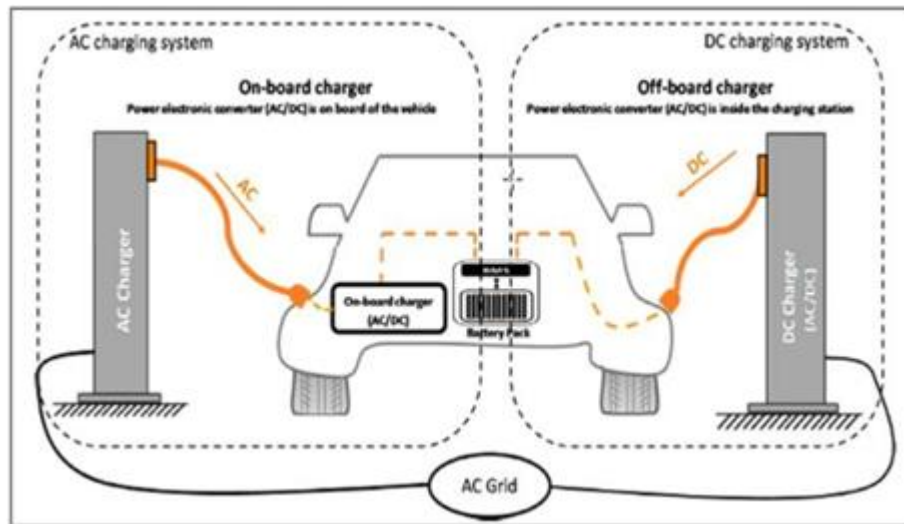 AC charging system
DC charging system
On-board charger
Power electronic converter (AC/DC) is on board of the vehicle
Off-board charger
Power electronic converter (AC/DC) is inside the charging station
AC
DC
AC Charger
On-board charger
(AC/DC)
Battery Pack
DC Charger
(AC/DC)
AC Grid